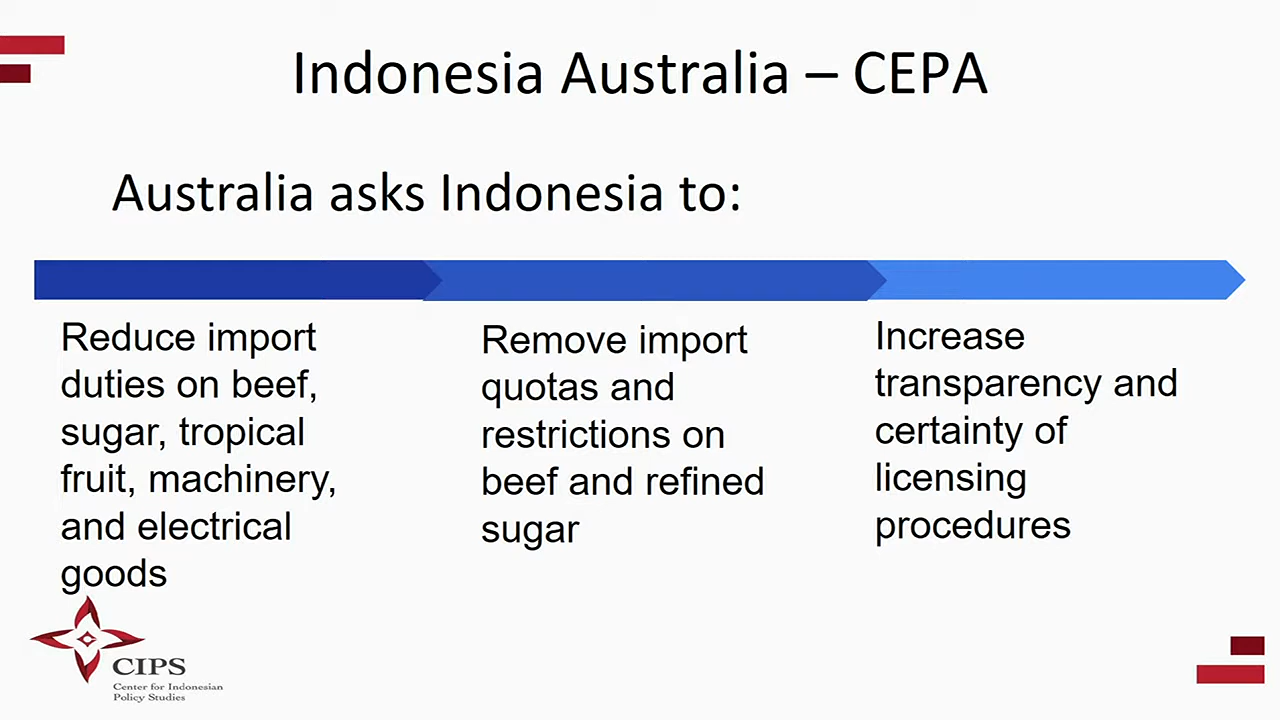 Indonesia Australia – CEPA
Australia asks Indonesia to:
Reduce import
duties on beef,
sugar, tropical
fruit, machinery,
and electrical
goods
Remove import
quotas and
restrictions on
beef and refined
sugar
Increase
transparency and
certainty of
licensing
procedures
CIPS
Center for Indonesian
Policy Studies